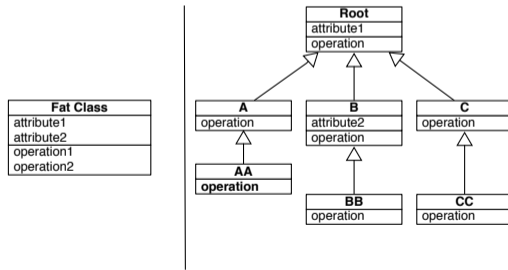 Fat Class
attribute1
attribute2
operation1
operation2
Root
attribute1
operation
A
operation
B
attribute2
operation
C
operation
AA
operation
BB
operation
CC
operation